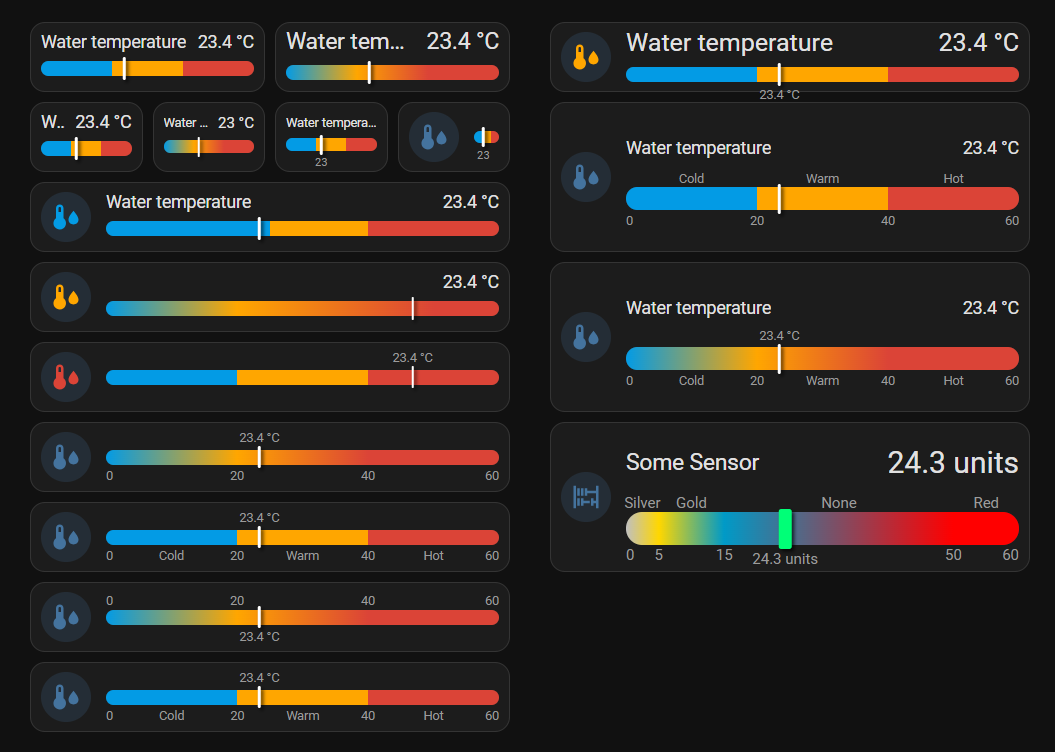 Water temperature 23.4 °C
Water tem... 23.4 °C
W.. 23.4 °C
Water ... 23 °C
Water tempera...
23
23
Water temperature 23.4 °C
23.4 °C
23.4 °C
23.4 °C
0 20 40 60
23.4 °C
0 Cold 20 Warm 40 Hot 60
0 20 40 60
23.4 °C
23.4 °C
0 Cold 20 Warm 40 Hot 60
Water temperature 23.4 °C
23.4 °C
Water temperature 23.4 °C
Cold Warm Hot
0 20 40 60
Water temperature 23.4 °C
23.4 °C
0 Cold 20 Warm 40 Hot 60
Some Sensor 24.3 units
Silver Gold None Red
0 5 15 50 60
24.3 units